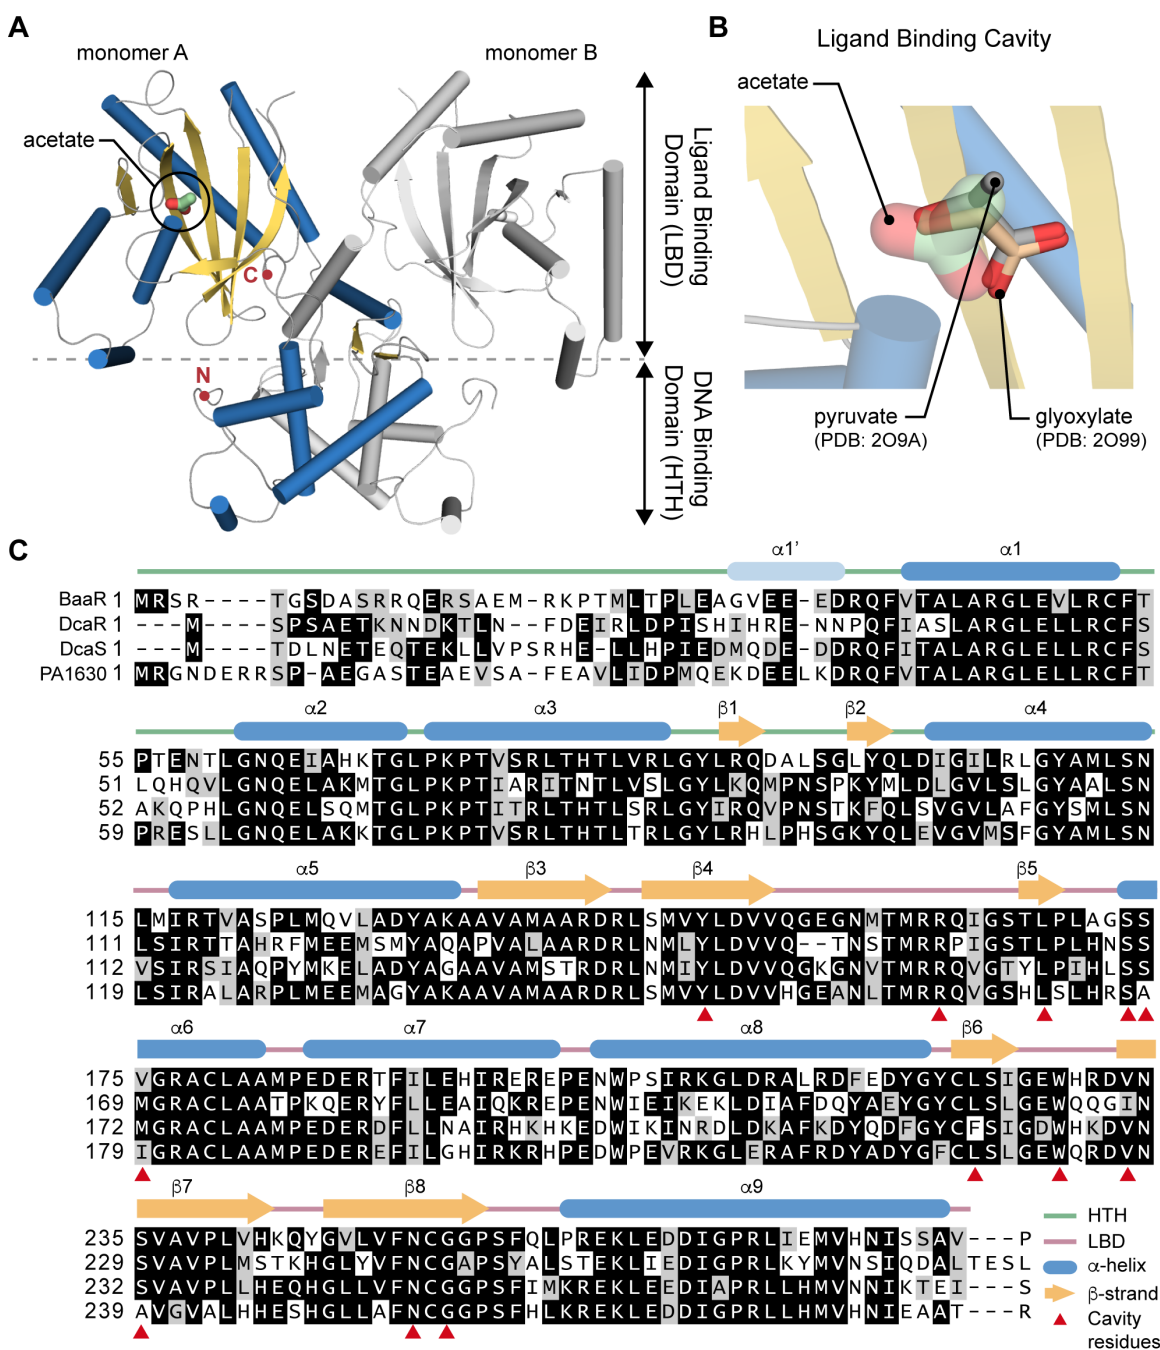 A
monomer A
monomer B
acetate
C
N
Ligand Binding
Domain (LBD)
DNA Binding
Domain (HTH)
B
Ligand Binding Cavity
acetate
pyruvate
(PDB: 2O9A)
glyoxylate
(PDB: 2O99)
C
α1’ α1
BaaR 1 MRSR----TGSDASRRQERSAEM-RKPTMLTPLEAGVEE-EDRQFVTALARGLEVLRCFT
DcaR 1 ---M----SPSAETKNNDKTLN--FDEIRLDPISHIHRE-NNPQFIASLARGLELLRCFS
DcaS 1 ---M----TDLNETEQTEKLLVPSRHE-LLHPIEDMQDE-DDRQFITALARGLELLRCFS
PA1630 1 MRGNDERRSP-AEGASTEAEVSA-FEAVLIDPMQEKDEELKDRQFVTALARGLELLRCFT
α2 α3 β1 β2 α4
55 PTENTLGNQEIAHKTGLPKPTVSRLTHTLVRLGYLRQDALSGLYQLDIGILRLGYAMLSN
51 LQHQVLGNQELAKMTGLPKPTIARITNTLVSLGYLKQMPNSPKYMLDLGVLSLGYAMLSN
52 AKQPHLGNQELSQMTGLPKPTITRLTHTLSRLGYIRQVPNSTKFQLSVGVLAFGYSMLSN
59 PRESLLGNQELAKKTGLPKPTVSRLTHTLTRLGYLRHLPHSGKYQLEVGVMSFGYAMLSN
α5 β3 β4 β5
115 LMIRTVASPLMQVLADYAKAAVAMAARDRLSMVYLDVVQGEGNMTMRRQIGSTLPLAGSS
111 LSIRTTAHRFMEEMSMYAQAPVALAARDRLNMLYLDVVQ--TNSTMRRPIGSTLPLHNSS
112 VSIRSIAQPYMKELADYAGAAVAMSTRDRLNMIYLDVVQGKGNVTMRRQVGTYLPIHLSS
119 LSIRALARPLMEEMAGYAKAAVAMAARDRLSMVYLDVVHGEANLTMRRQVGSHLSLHRSA
α6 α7 α8 β6
175 VGRACLAAMPEDERTFILEHIREREPENWPSIRKGLDRALRDFEDYGYCLSIGEWHRDVN
169 MGRACLAATPKQERYFLLEAIQKREPENWIEIKEKLDIAFDQYAEYGYCLSLGEWQQGIN
172 MGRACLAAMPEDERDFLLNAIRHKHKEDWIKINRDLDKAFKDYQDFGYCFSIGDWHKDVN
179 IGRACLAAMPEDEREFILGHIRKRHPEDWPEVRKGLERAFRDYADYGFCLSLGEWRKDVN
β7 β8 α9
235 SVAVPLVHKQYGVLVFNCGGPSFQLPREKLEDDIGPRLIEMVHNISSAV---P
229 SVAVPLMSTKHGLYVFNCGAPSYALSTEKLIEDIGPRLKYMVNSIQDALTESL
232 SVAVPLLHEQHGLLVFNCGGPSFIMKREKLEEDIAPRLLHMVNNIKTEI---S
239 AVGVALHHESHGLLAFNCGGPSFHLKREKLEDDIGPRLLHMVHNIEAAT---R
HTH
LBD
α-helix
β-strand
Cavity
residues